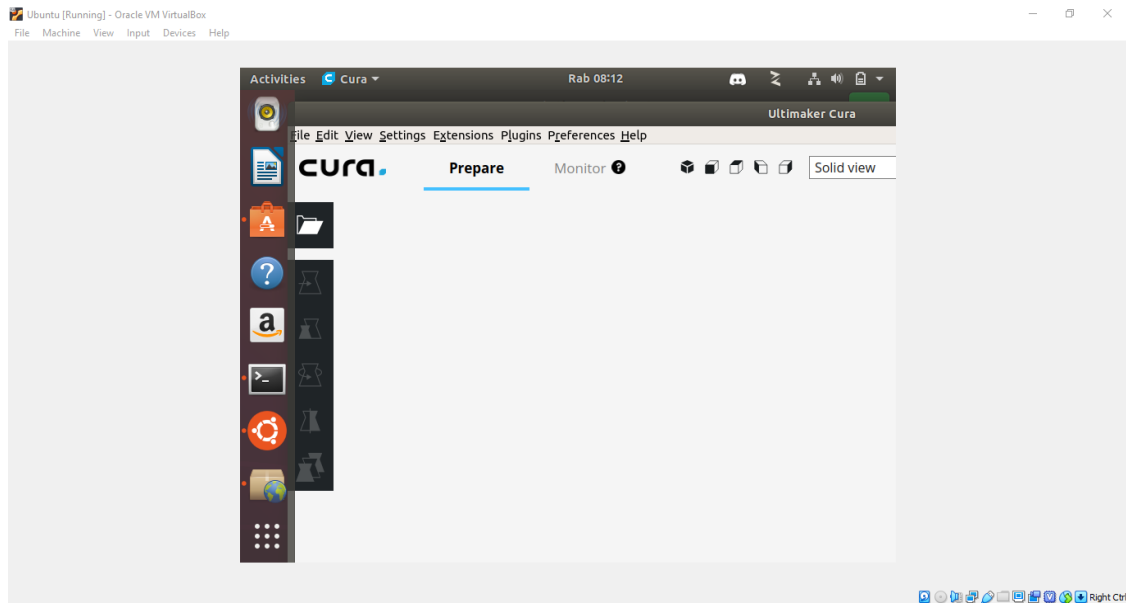 Ubuntu [Running] - Oracle VM VirtualBox
File Machine View Input Devices Help
Activities Cura Rab 08:12
Ultimaker Cura
File Edit View Settings Extensions Plugins Preferences Help
cura. Prepare Monitor ? Solid view
A
?
a
>_
Right Ctrl